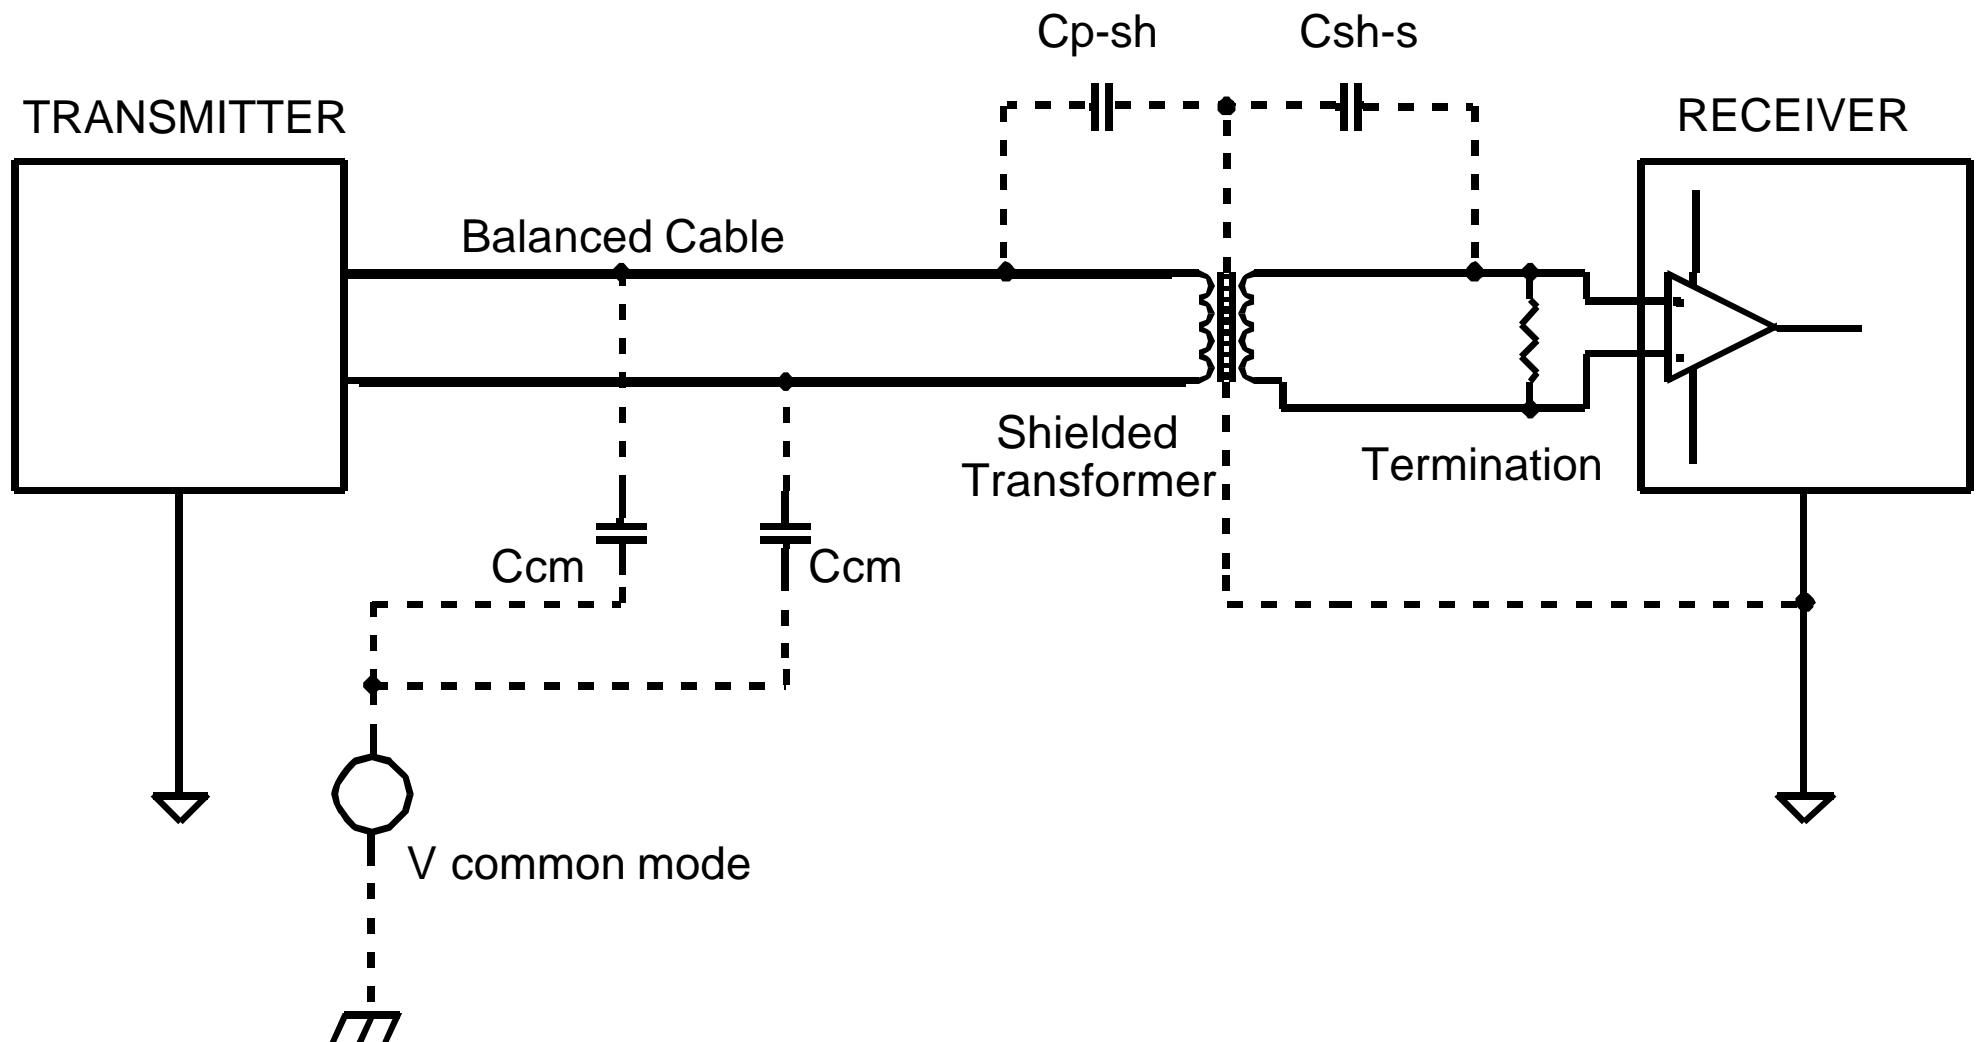 Cp-sh
Csh-s
TRANSMITTER
RECEIVER
Balanced Cable
Shielded
Transformer
Termination
Ccm
Ccm
V common mode